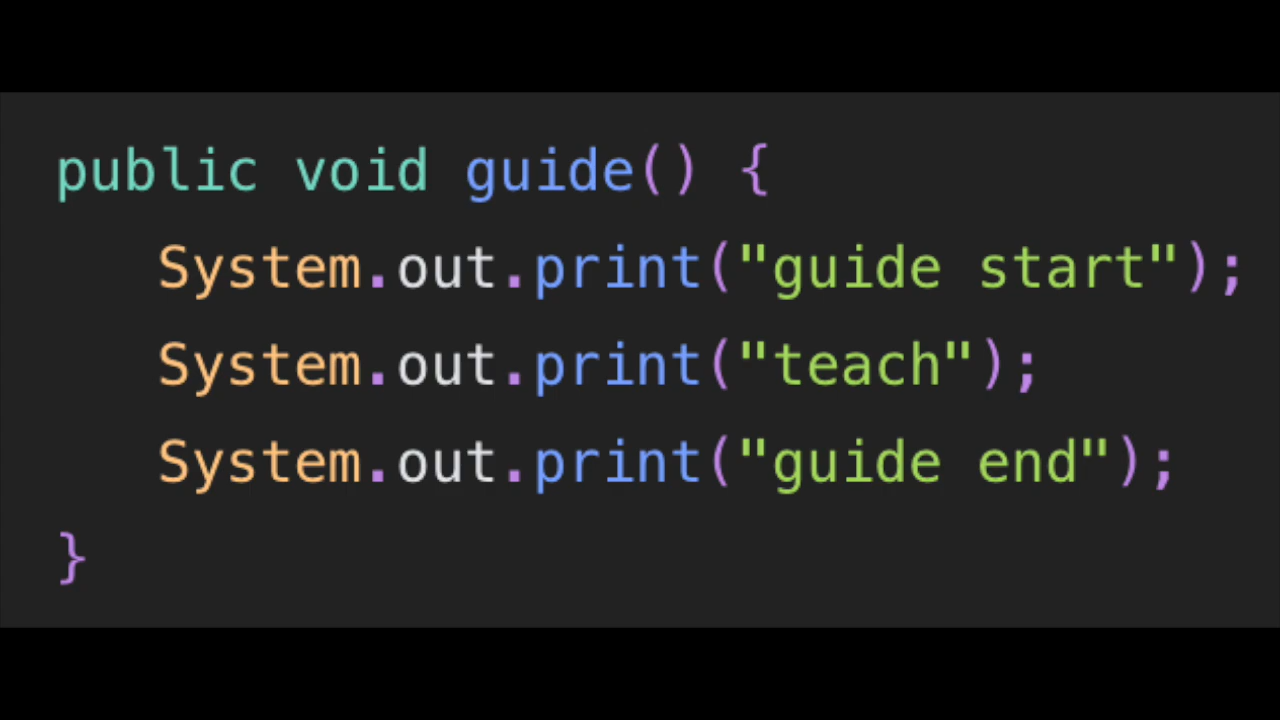 public void guide() {
System.out.print("guide start");
System.out.print("teach");
System.out.print("guide end");
}